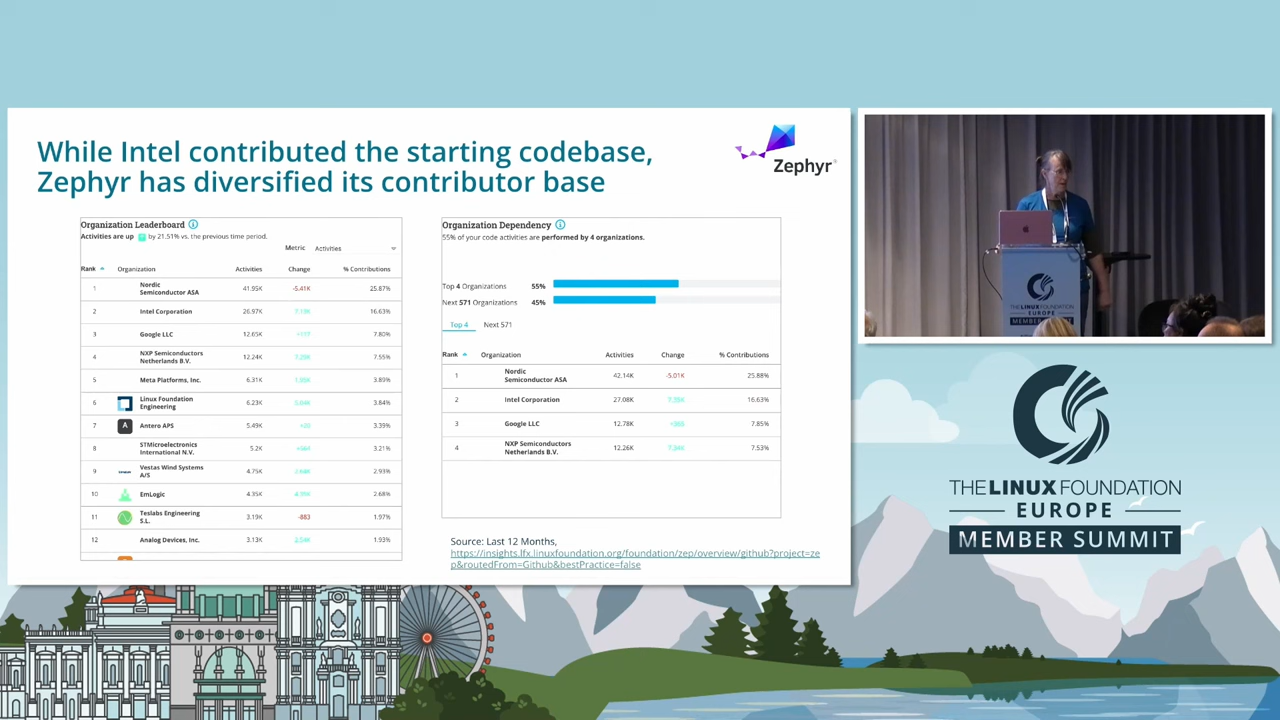 While Intel contributed the starting codebase,
Zephyr has diversified its contributor base
Zephyr
Organization Leaderboard
Activities are up by 21.51% vs. the previous time period.
Metric Activities
Rank Organization Activities Change % Contributions
1 Nordic Semiconductor ASA 41.95K -5.41K 25.87%
2 Intel Corporation 26.97K 16.63%
3 Google LLC 12.65K 7.80%
4 NXP Semiconductors Netherlands B.V. 12.24K 7.55%
5 Meta Platforms, Inc. 6.31K 3.89%
6 Linux Foundation Engineering 6.23K 3.84%
7 A Antero APS 5.49K 3.39%
8 STMicroelectronics International N.V. 5.2K 3.21%
9 Vestas Wind Systems A/S 4.75K 2.93%
10 EmLogic 4.35K 2.68%
11 Teslabs Engineering S.L. 3.19K -883 1.97%
12 Analog Devices, Inc. 3.13K 1.93%
Organization Dependency
55% of your code activities are performed by 4 organizations.
Top 4 Organizations 55%
Next 571 Organizations 45%
Top 4 Next 571
Rank Organization Activities Change % Contributions
1 Nordic Semiconductor ASA 42.14K -5.01K 25.88%
2 Intel Corporation 27.08K 16.63%
3 Google LLC 12.78K 7.85%
4 NXP Semiconductors Netherlands B.V. 12.26K 7.53%
Source: Last 12 Months,
https://insights.lfx.linuxfoundation.org/foundation/zep/overview/github?project=ze
p&routedFrom=Github&bestPractice=false
THE LINUX FOUNDATION
EUROPE
MEMBER SUMMIT
THE LINUX FOUNDATION
EUROPE
MEMBER SUMMIT